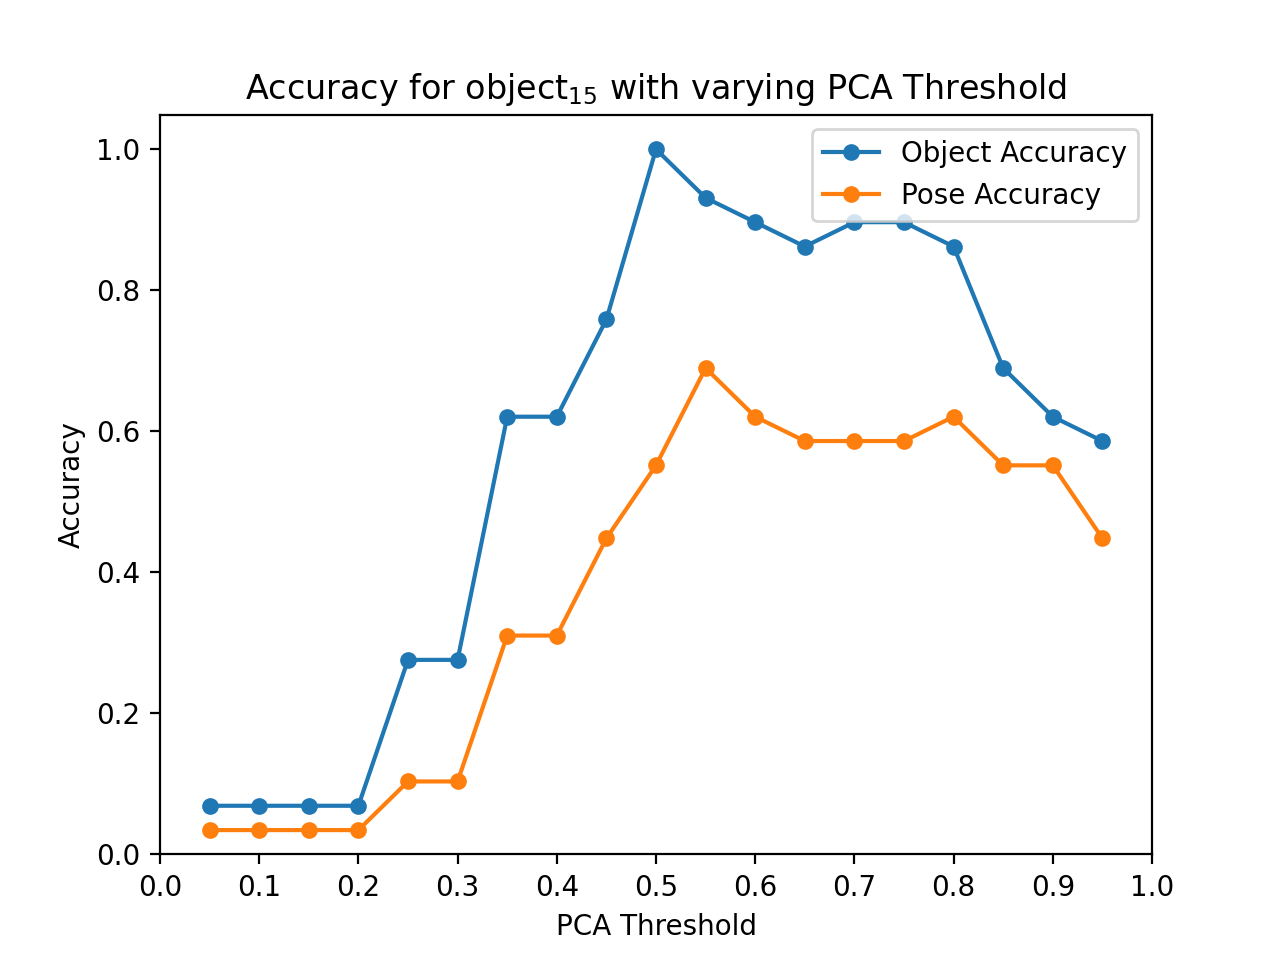 Accuracy for object₁₅ with varying PCA Threshold
Object Accuracy
Pose Accuracy
1.0
0.8
0.6
0.4
0.2
0.0
Accuracy
0.0 0.1 0.2 0.3 0.4 0.5 0.6 0.7 0.8 0.9 1.0
PCA Threshold